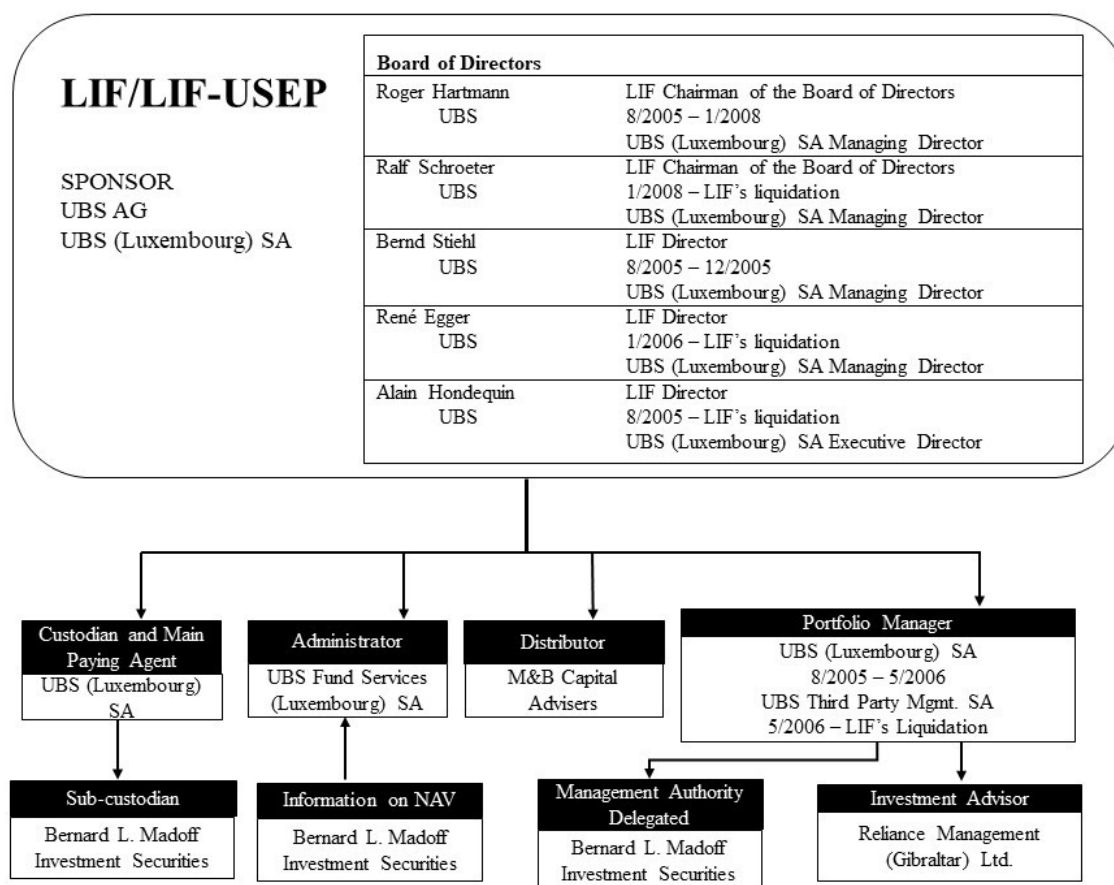 LIF/LIF-USEP
SPONSOR
UBS AG
UBS (Luxembourg) SA
Board of Directors
Roger Hartmann LIF Chairman of the Board of Directors
UBS 8/2005 – 1/2008
UBS (Luxembourg) SA Managing Director
Ralf Schroeter LIF Chairman of the Board of Directors
UBS 1/2008 – LIF's liquidation
UBS (Luxembourg) SA Managing Director
Bernd Stiehl LIF Director
UBS 8/2005 – 12/2005
UBS (Luxembourg) SA Managing Director
René Egger LIF Director
UBS 1/2006 – LIF's liquidation
UBS (Luxembourg) SA Managing Director
Alain Hondequin LIF Director
UBS 8/2005 – LIF's liquidation
UBS (Luxembourg) SA Executive Director
Custodian and Main
Paying Agent
UBS (Luxembourg)
SA
Administrator
UBS Fund Services
(Luxembourg) SA
Distributor
M&B Capital
Advisers
Portfolio Manager
UBS (Luxembourg) SA
8/2005 – 5/2006
UBS Third Party Mgmt. SA
5/2006 – LIF's Liquidation
Sub-custodian
Bernard L. Madoff
Investment Securities
Information on NAV
Bernard L. Madoff
Investment Securities
Management Authority
Delegated
Bernard L. Madoff
Investment Securities
Investment Advisor
Reliance Management
(Gibraltar) Ltd.